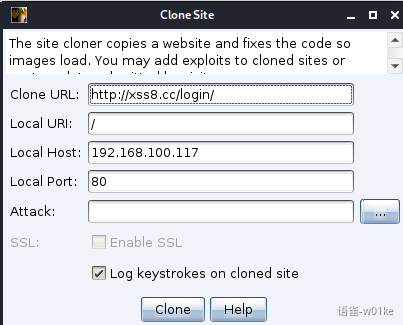 Clone Site
The site cloner copies a website and fixes the code so
images load. You may add exploits to cloned sites or
Clone URL: http://xss8.cc/login/
Local URI: /
Local Host: 192.168.100.117
Local Port: 80
Attack: ...
SSL: Enable SSL
Log keystrokes on cloned site
Clone Help
语雀-w01ke